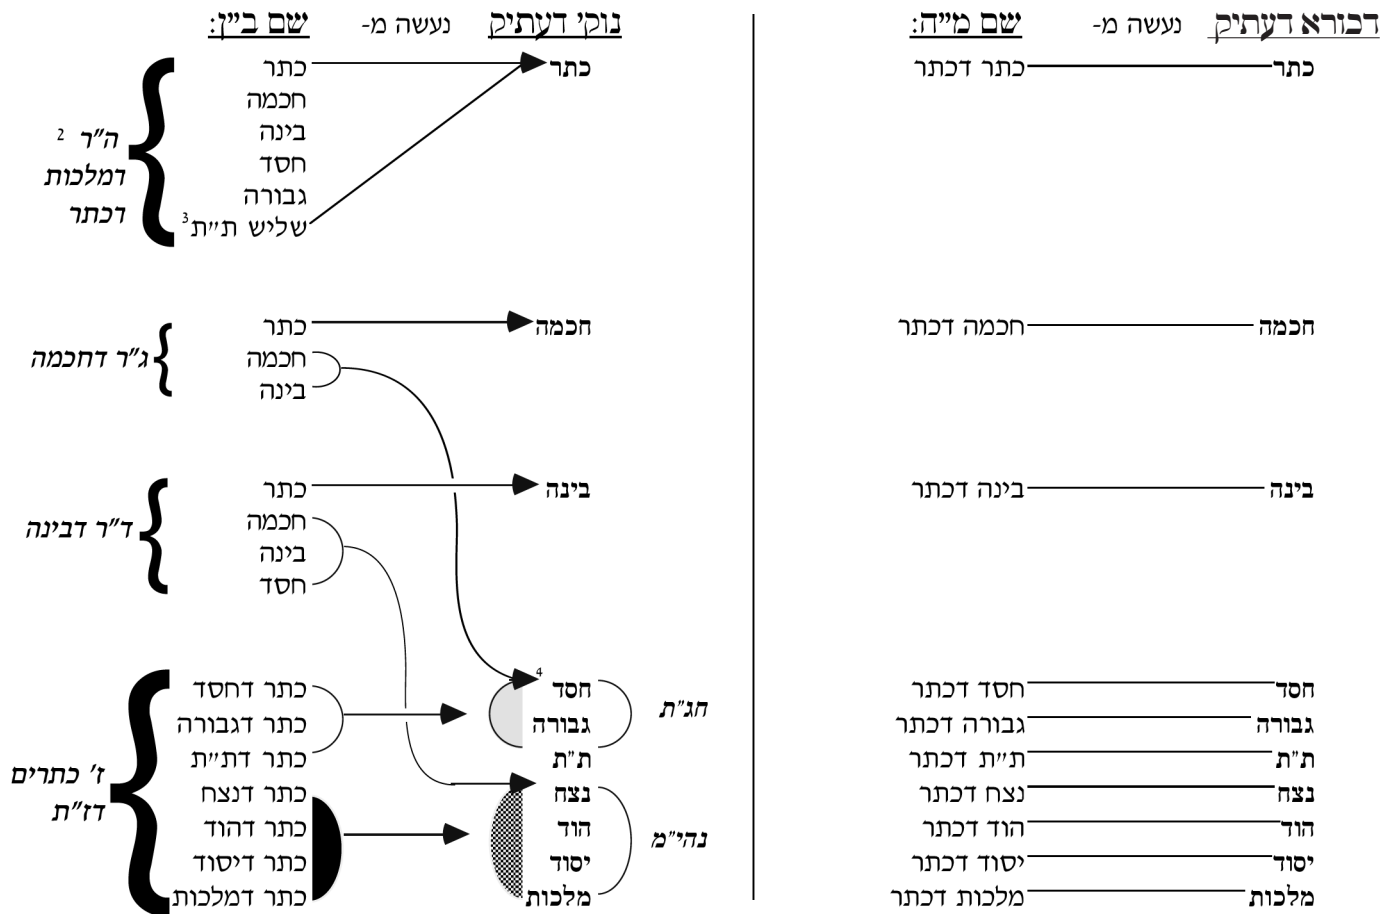 דכורא דעתיק נעשה מ- שם מ״ה:
כתר כתר דכתר
חכמה חכמה דכתר
בינה בינה דכתר
חסד חסד דכתר
גבורה גבורה דכתר
ת"ת ת״ת דכתר
נצח נצח דכתר
הוד הוד דכתר
יסוד יסוד דכתר
מלכות מלכות דכתר
נוקי' דעתיק נעשה מ- שם ב״ן:
כתר כתר
חכמה
בינה
חסד
גבורה
שליש ת״ת 3
ה"ר 2
דמלכות
דכתר
חכמה כתר
חכמה
בינה
ג"ר דחכמה
בינה כתר
חכמה
בינה
חסד
ד"ר דבינה
חסד 4 כתר דחסד
גבורה כתר דגבורה
ת"ת כתר דת״ת
נצח כתר דנצח
הוד כתר דהוד
יסוד כתר דיסוד
מלכות כתר דמלכות
חג"ת
נהי"מ
ז' כתרים
דז"ת